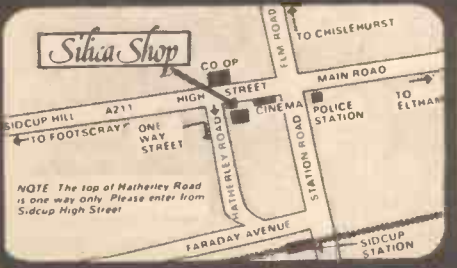 Silica Shop
CO OP
ELM ROAD
TO CHISLEHURST
MAIN ROAD
HIGH STREET
CINEMA
POLICE
STATION
TO
ELTHAM
SIDCUP HILL
A211
TO FOOTSCRAY
ONE
WAY
STREET
HATHERLEY ROAD
STATION ROAD
NOTE The top of Hatherley Road
is one way only. Please enter from
Sidcup High Street
FARADAY AVENUE
SIDCUP
STATION